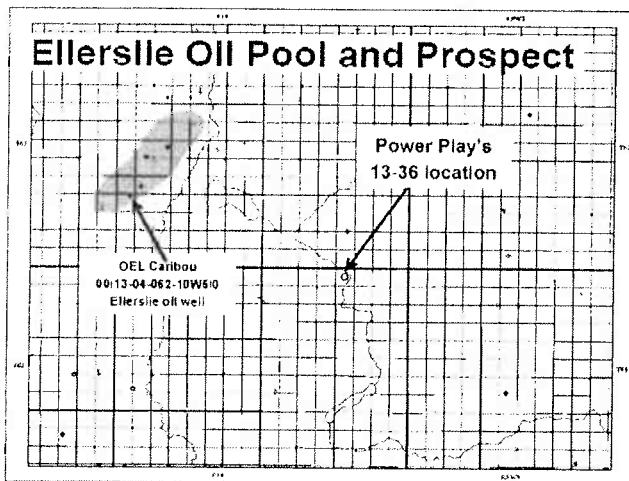 Ellerslie Oil Pool and Prospect
Power Play's
13-36 location
OEL Caribou
00/13-04-062-10W5/0
Ellerslie oil well